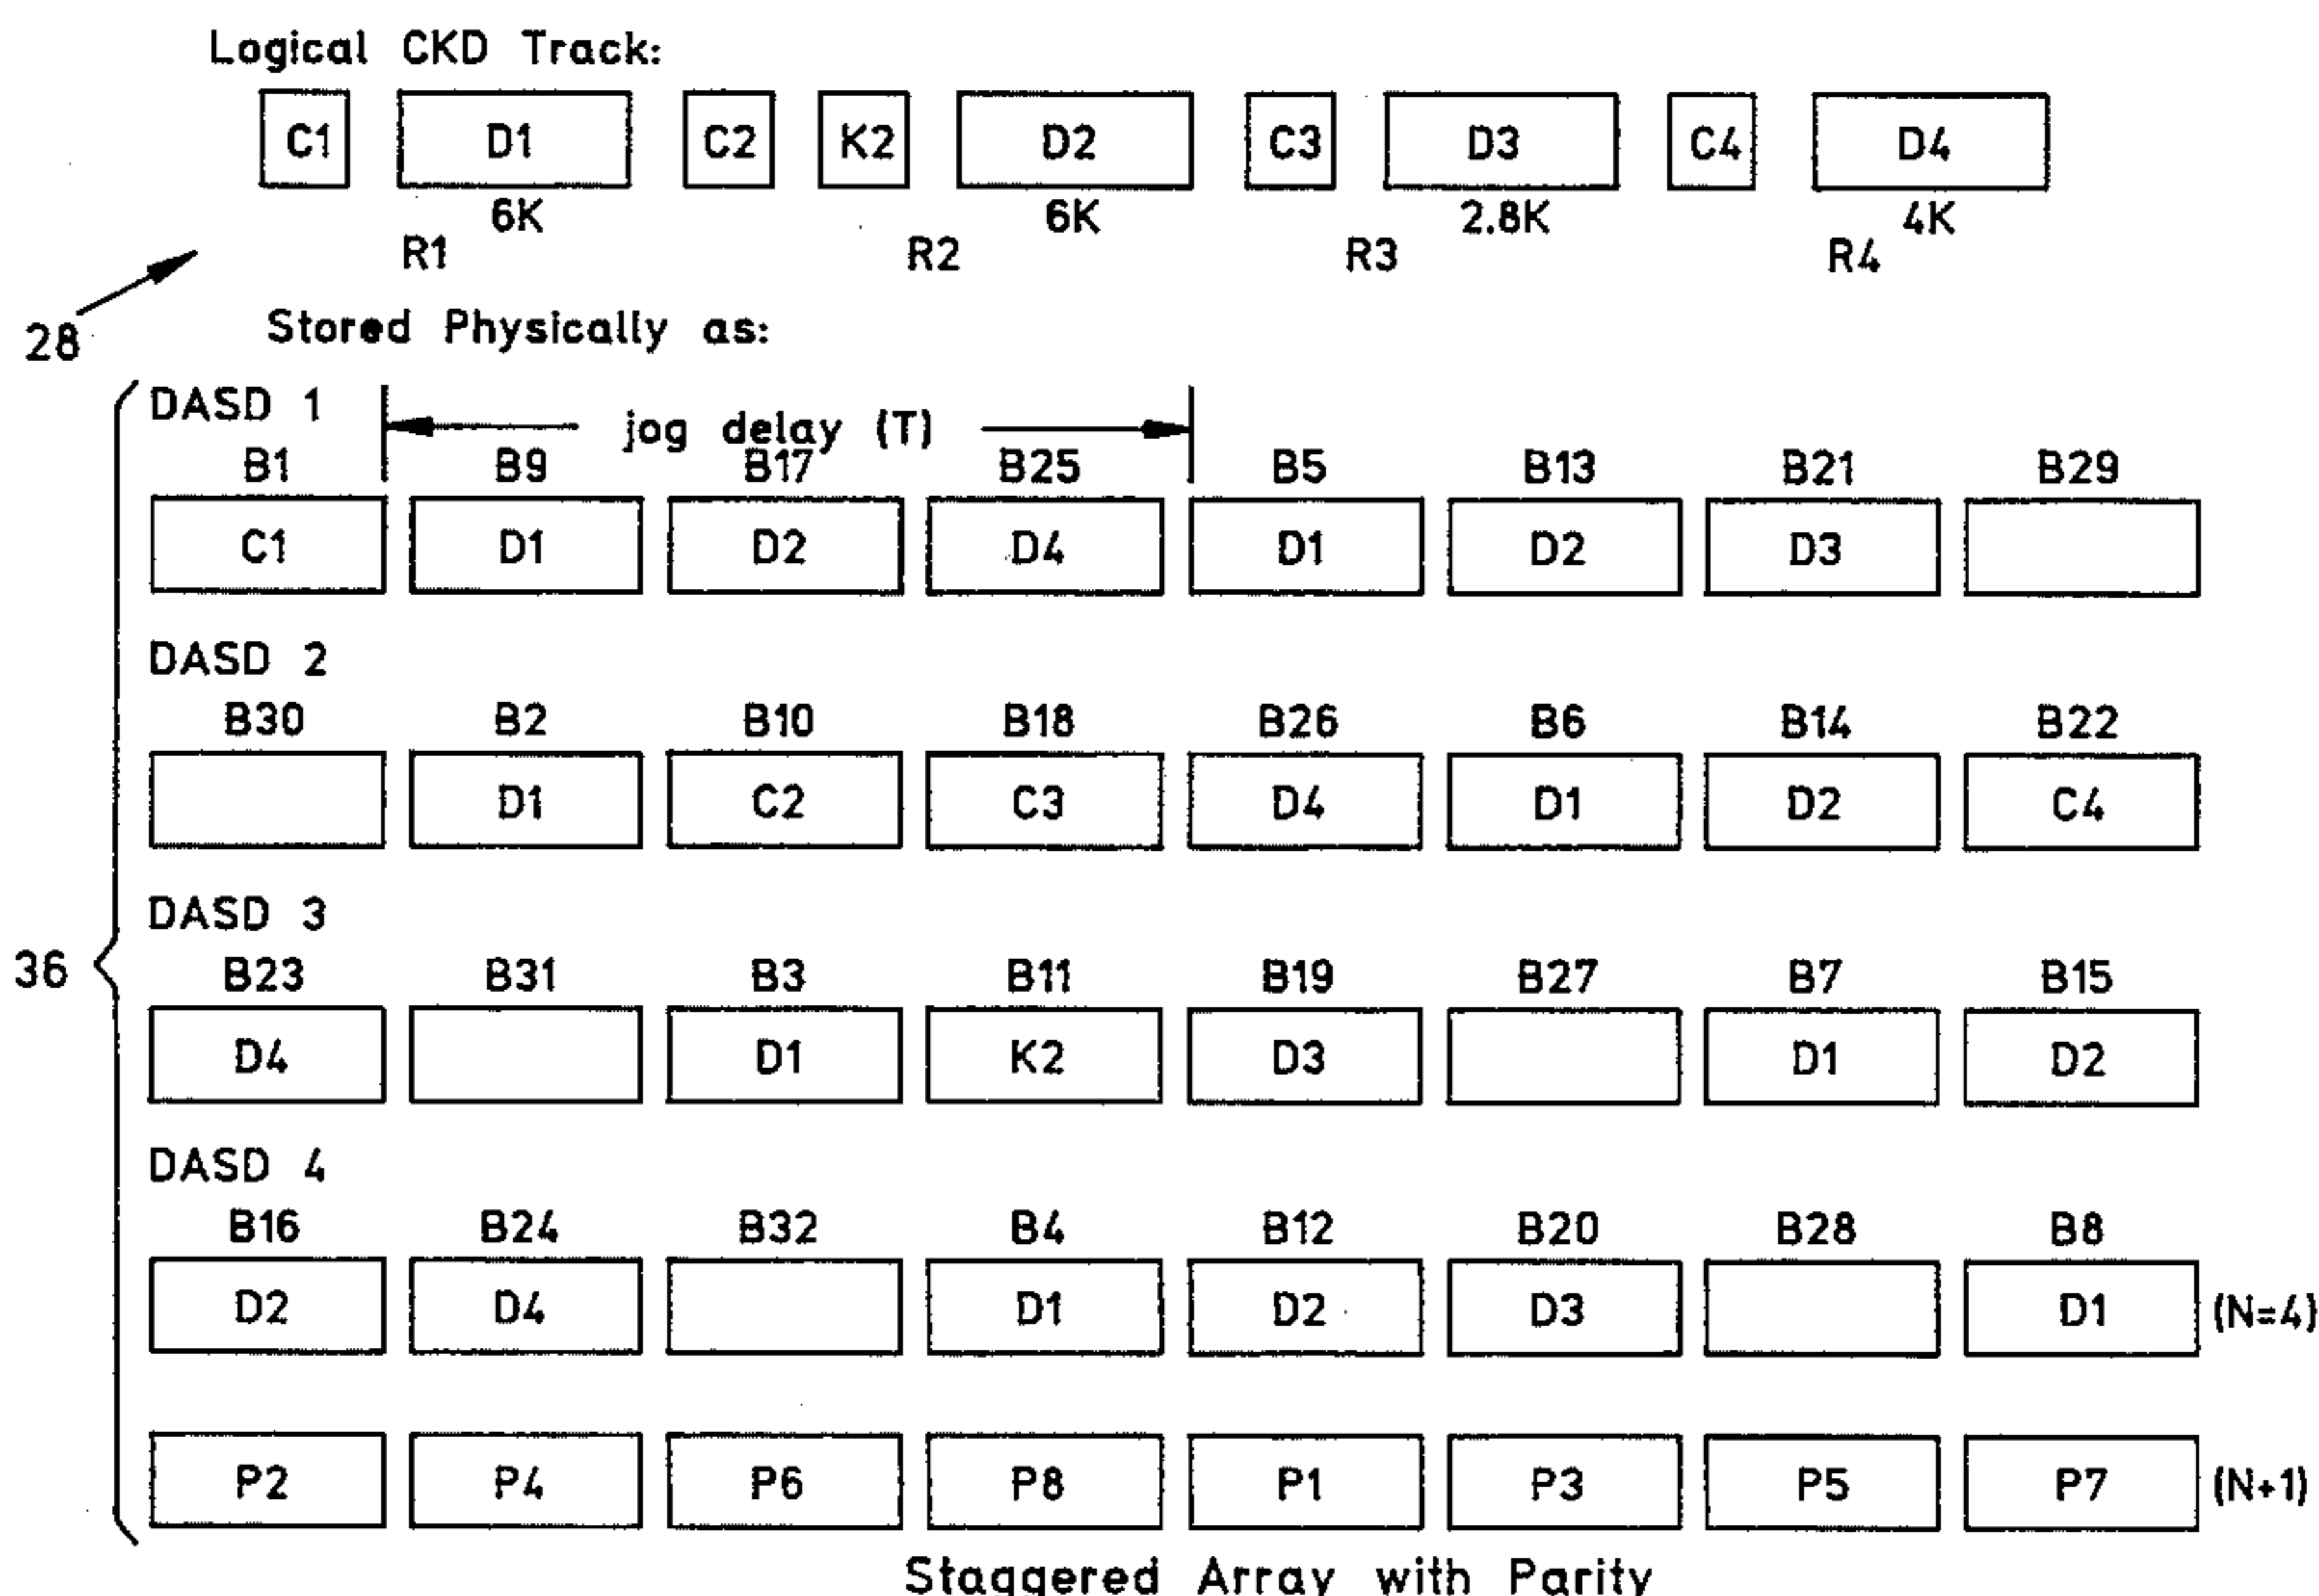 Logical CKD Track:
C1 D1 C2 K2 D2 C3 D3 C4 D4
6K 6K 2.8K 4K
R1 R2 R3 R4
28
Stored Physically as:
DASD 1
jog delay (T)
B1 B9 B17 B25 B5 B13 B21 B29
C1 D1 D2 D4 D1 D2 D3
DASD 2
B30 B2 B10 B18 B26 B6 B14 B22
D1 C2 C3 D4 D1 D2 C4
DASD 3
36
B23 B31 B3 B11 B19 B27 B7 B15
D4 D1 K2 D3 D1 D2
DASD 4
B16 B24 B32 B4 B12 B20 B28 B8
D2 D4 D1 D2 D3 D1 (N=4)
P2 P4 P6 P8 P1 P3 P5 P7 (N+1)
Staggered Array with Parity